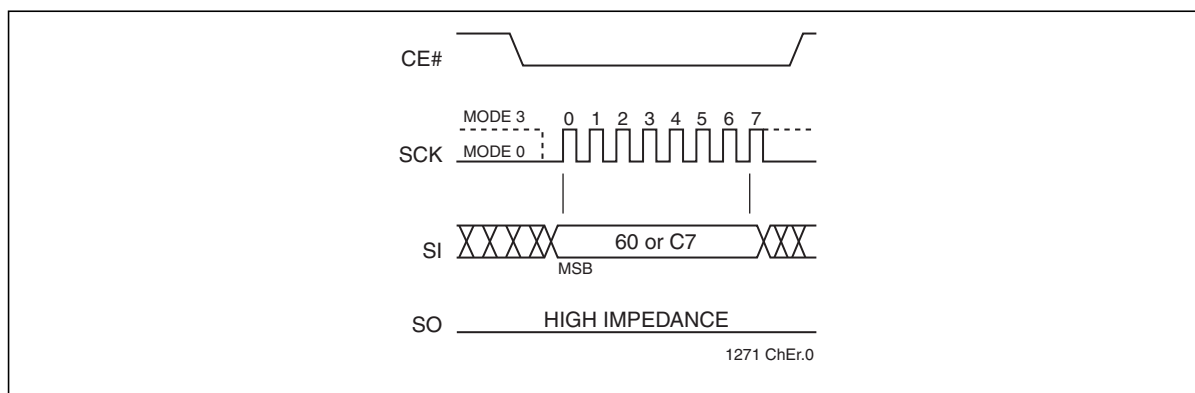 CE#
MODE 3
0 1 2 3 4 5 6 7
SCK
MODE 0
SI
60 or C7
MSB
SO
HIGH IMPEDANCE
1271 ChEr.0